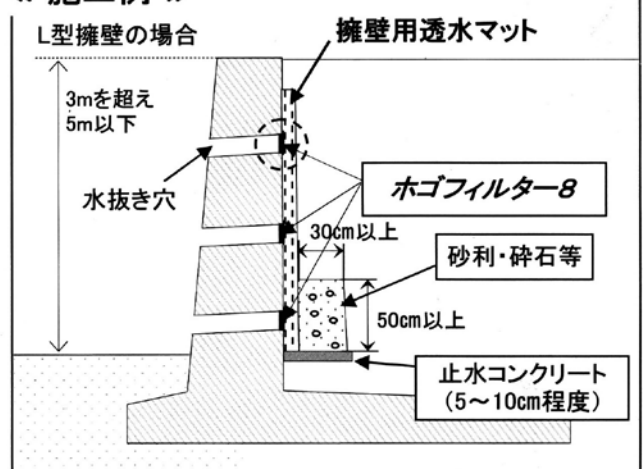 L型擁壁の場合
擁壁用透水マット
3mを超え
5m以下
水抜き穴
ホゴフィルター8
30cm以上
砂利・砕石等
50cm以上
止水コンクリート
(5～10cm程度)